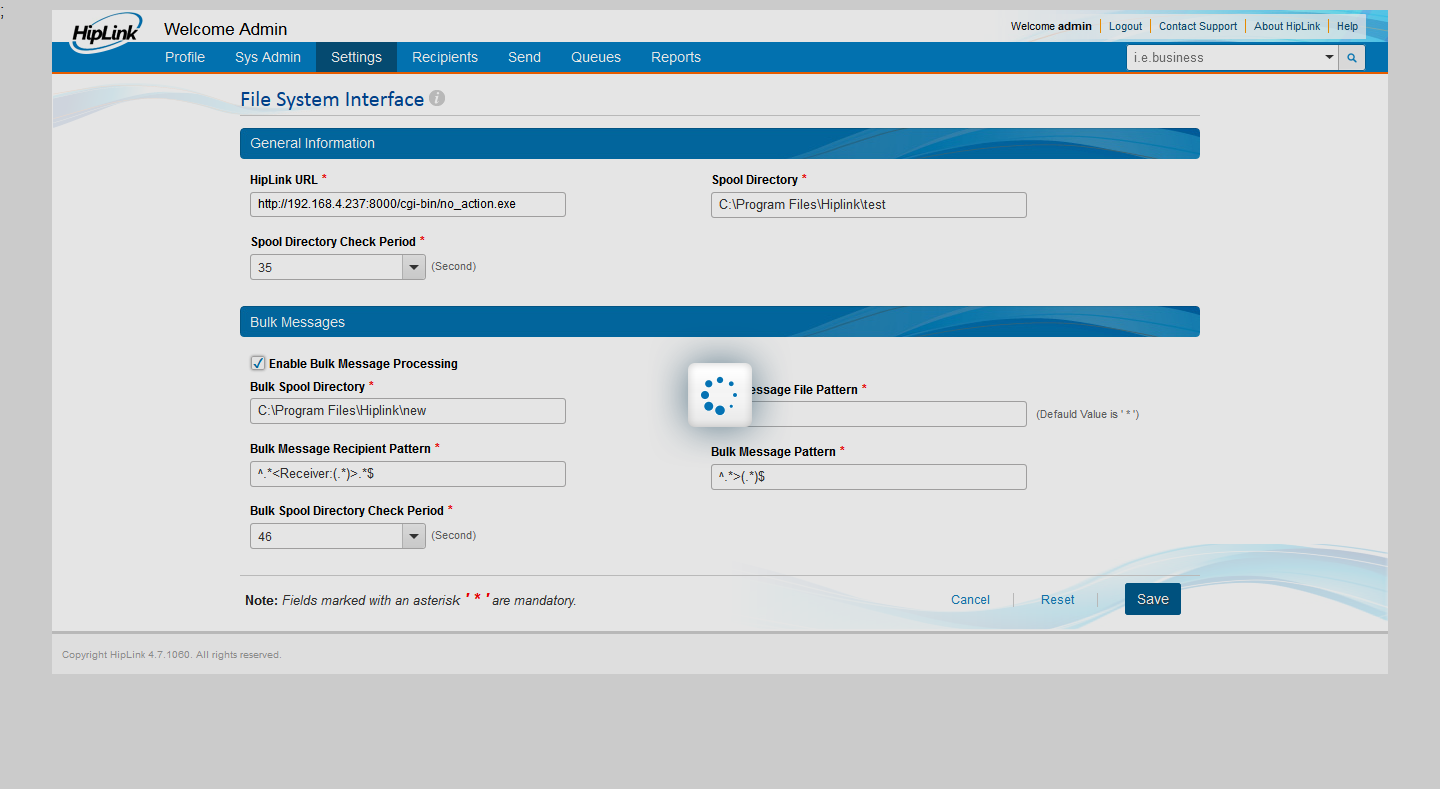 ;
HipLink
Welcome Admin
Welcome admin Logout Contact Support About HipLink Help
Profile Sys Admin Settings Recipients Send Queues Reports
i.e.business
File System Interface i
General Information
HipLink URL * Spool Directory *
http://192.168.4.237:8000/cgi-bin/no_action.exe C:\Program Files\Hiplink\test
Spool Directory Check Period *
35 (Second)
Bulk Messages
Enable Bulk Message Processing
Bulk Spool Directory * essage File Pattern *
C:\Program Files\Hiplink\new (Defauld Value is ' * ')
Bulk Message Recipient Pattern * Bulk Message Pattern *
^.*<Receiver:(.*)>.*$ ^.*>(.*)$
Bulk Spool Directory Check Period *
46 (Second)
Note: Fields marked with an asterisk ' * ' are mandatory.
Cancel Reset Save
Copyright HipLink 4.7.1060. All rights reserved.